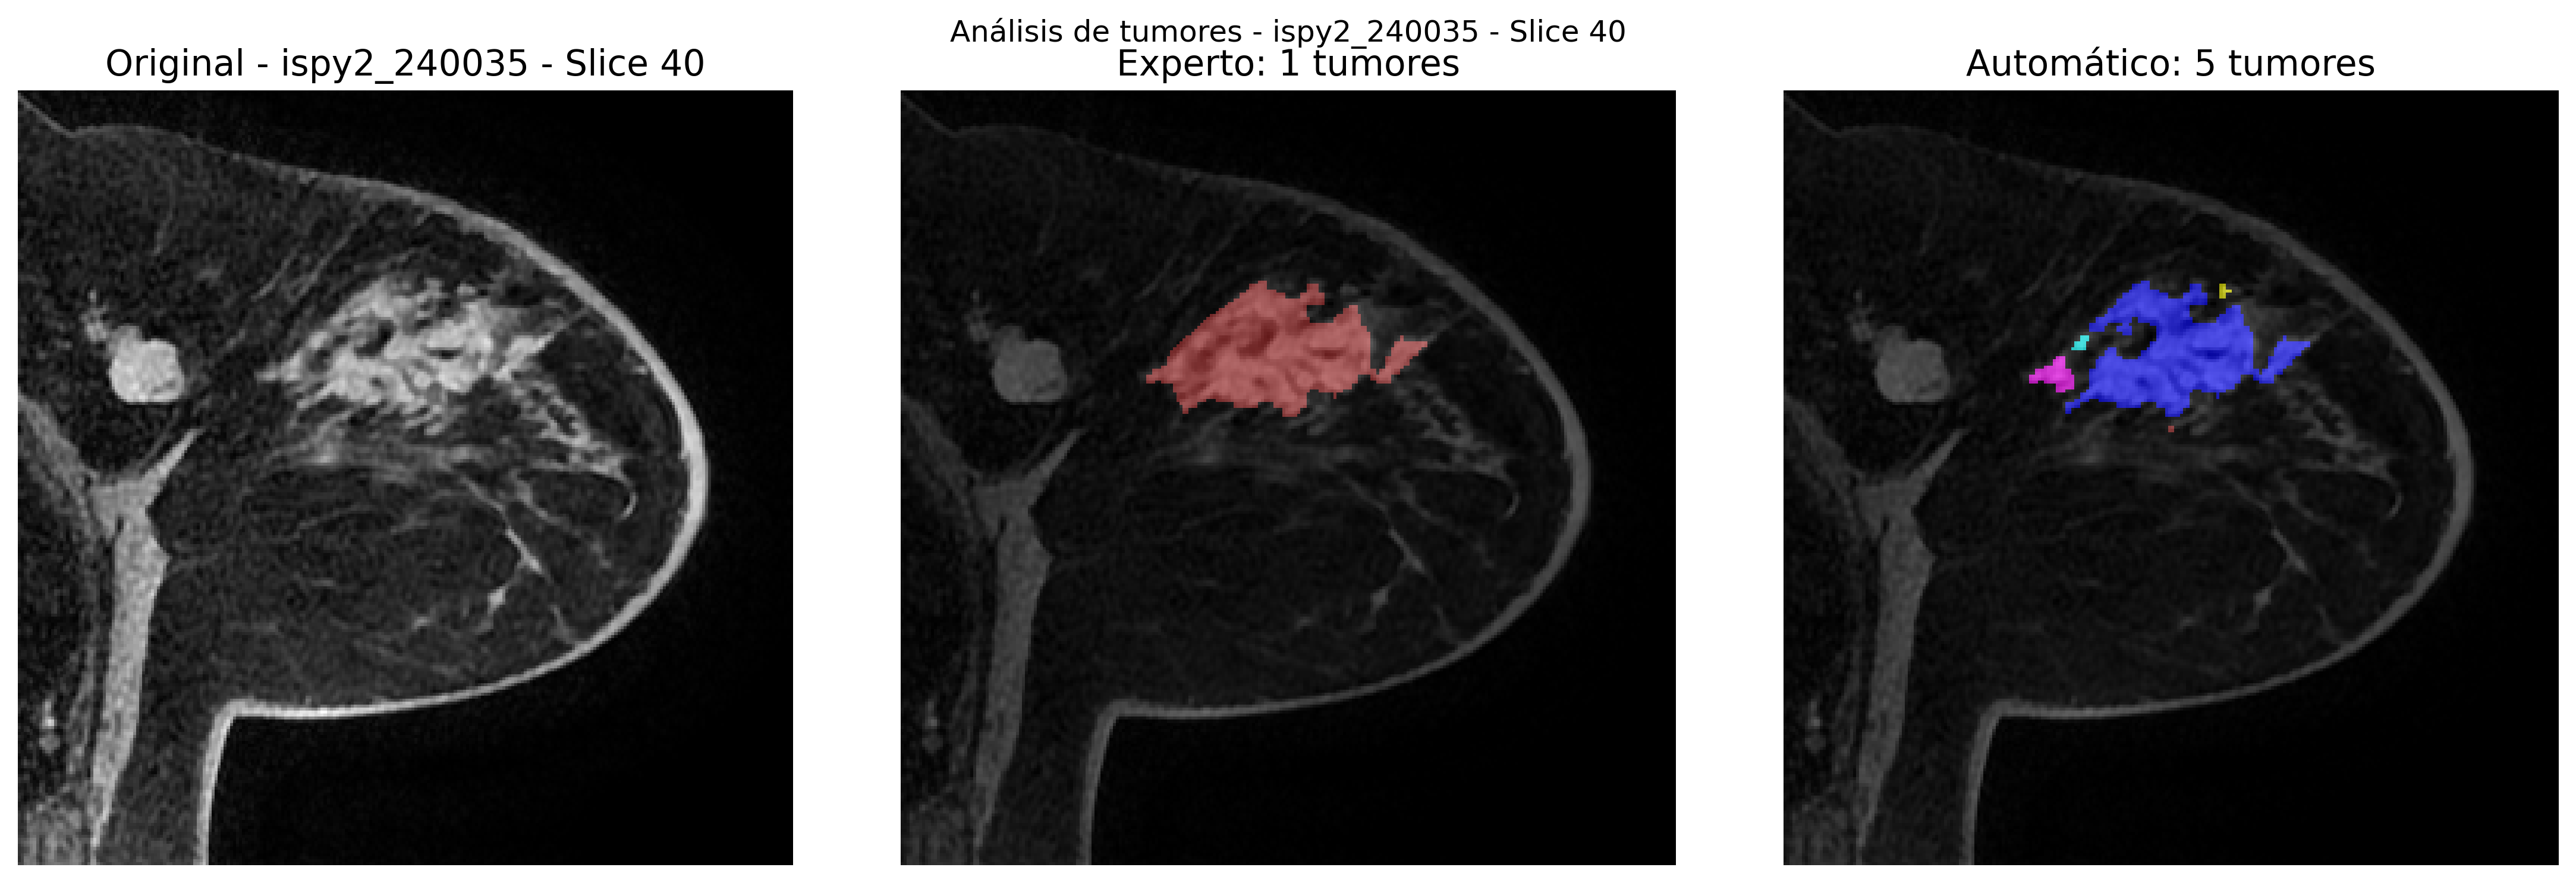 Análisis de tumores - ispy2_240035 - Slice 40
Original - ispy2_240035 - Slice 40
Experto: 1 tumores
Automático: 5 tumores